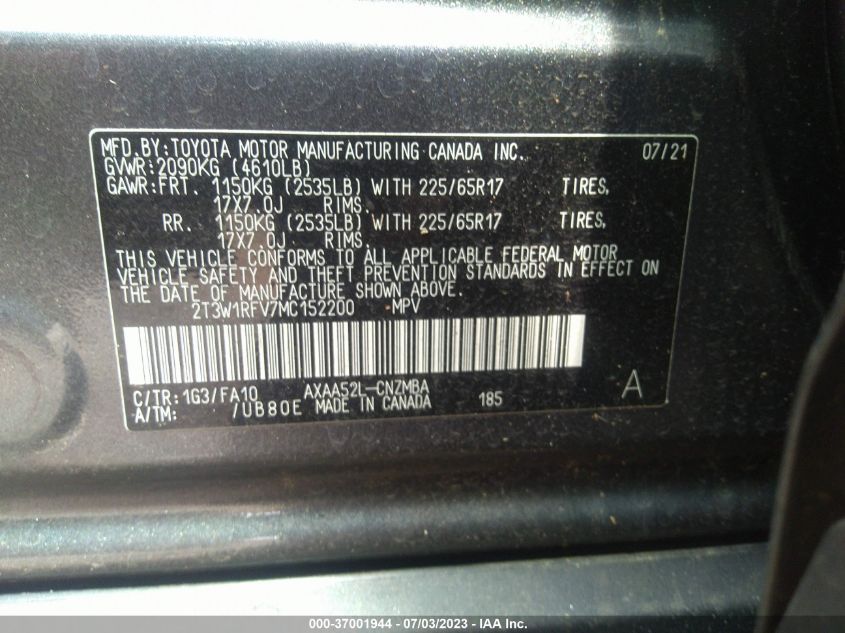 MFD.BY:TOYOTA MOTOR MANUFACTURING CANADA INC. 07/21
GVWR:2090KG (4610LB)
GAWR:FRT. 1150KG (2535LB) WITH 225/65R17 TIRES,
17X7.0J RIMS.
RR. 1150KG (2535LB) WITH 225/65R17 TIRES,
17X7.0J RIMS.
THIS VEHICLE CONFORMS TO ALL APPLICABLE FEDERAL MOTOR
VEHICLE SAFETY AND THEFT PREVENTION STANDARDS IN EFFECT ON
THE DATE OF MANUFACTURE SHOWN ABOVE.
2T3W1RFV7MC152200 MPV
C/TR:1G3/FA10 AXAA52L-CNZMBA A
A/TM: /UB80E MADE IN CANADA 185
000-37001944 - 07/03/2023 - IAA Inc.